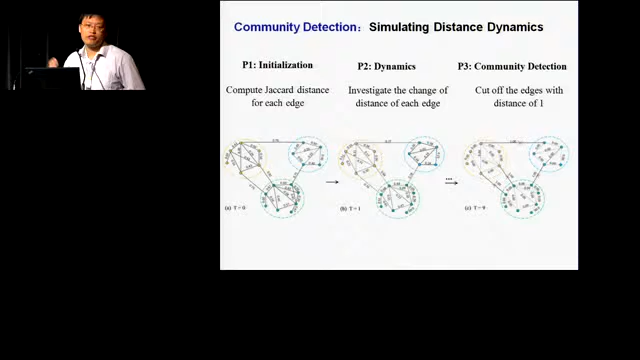 Community Detection: Simulating Distance Dynamics
P1: Initialization
Compute Jaccard distance
for each edge
P2: Dynamics
Investigate the change of
distance of each edge
P3: Community Detection
Cut off the edges with
distance of 1
...
(a) T = 0
(b) T = 1
(c) T = 9